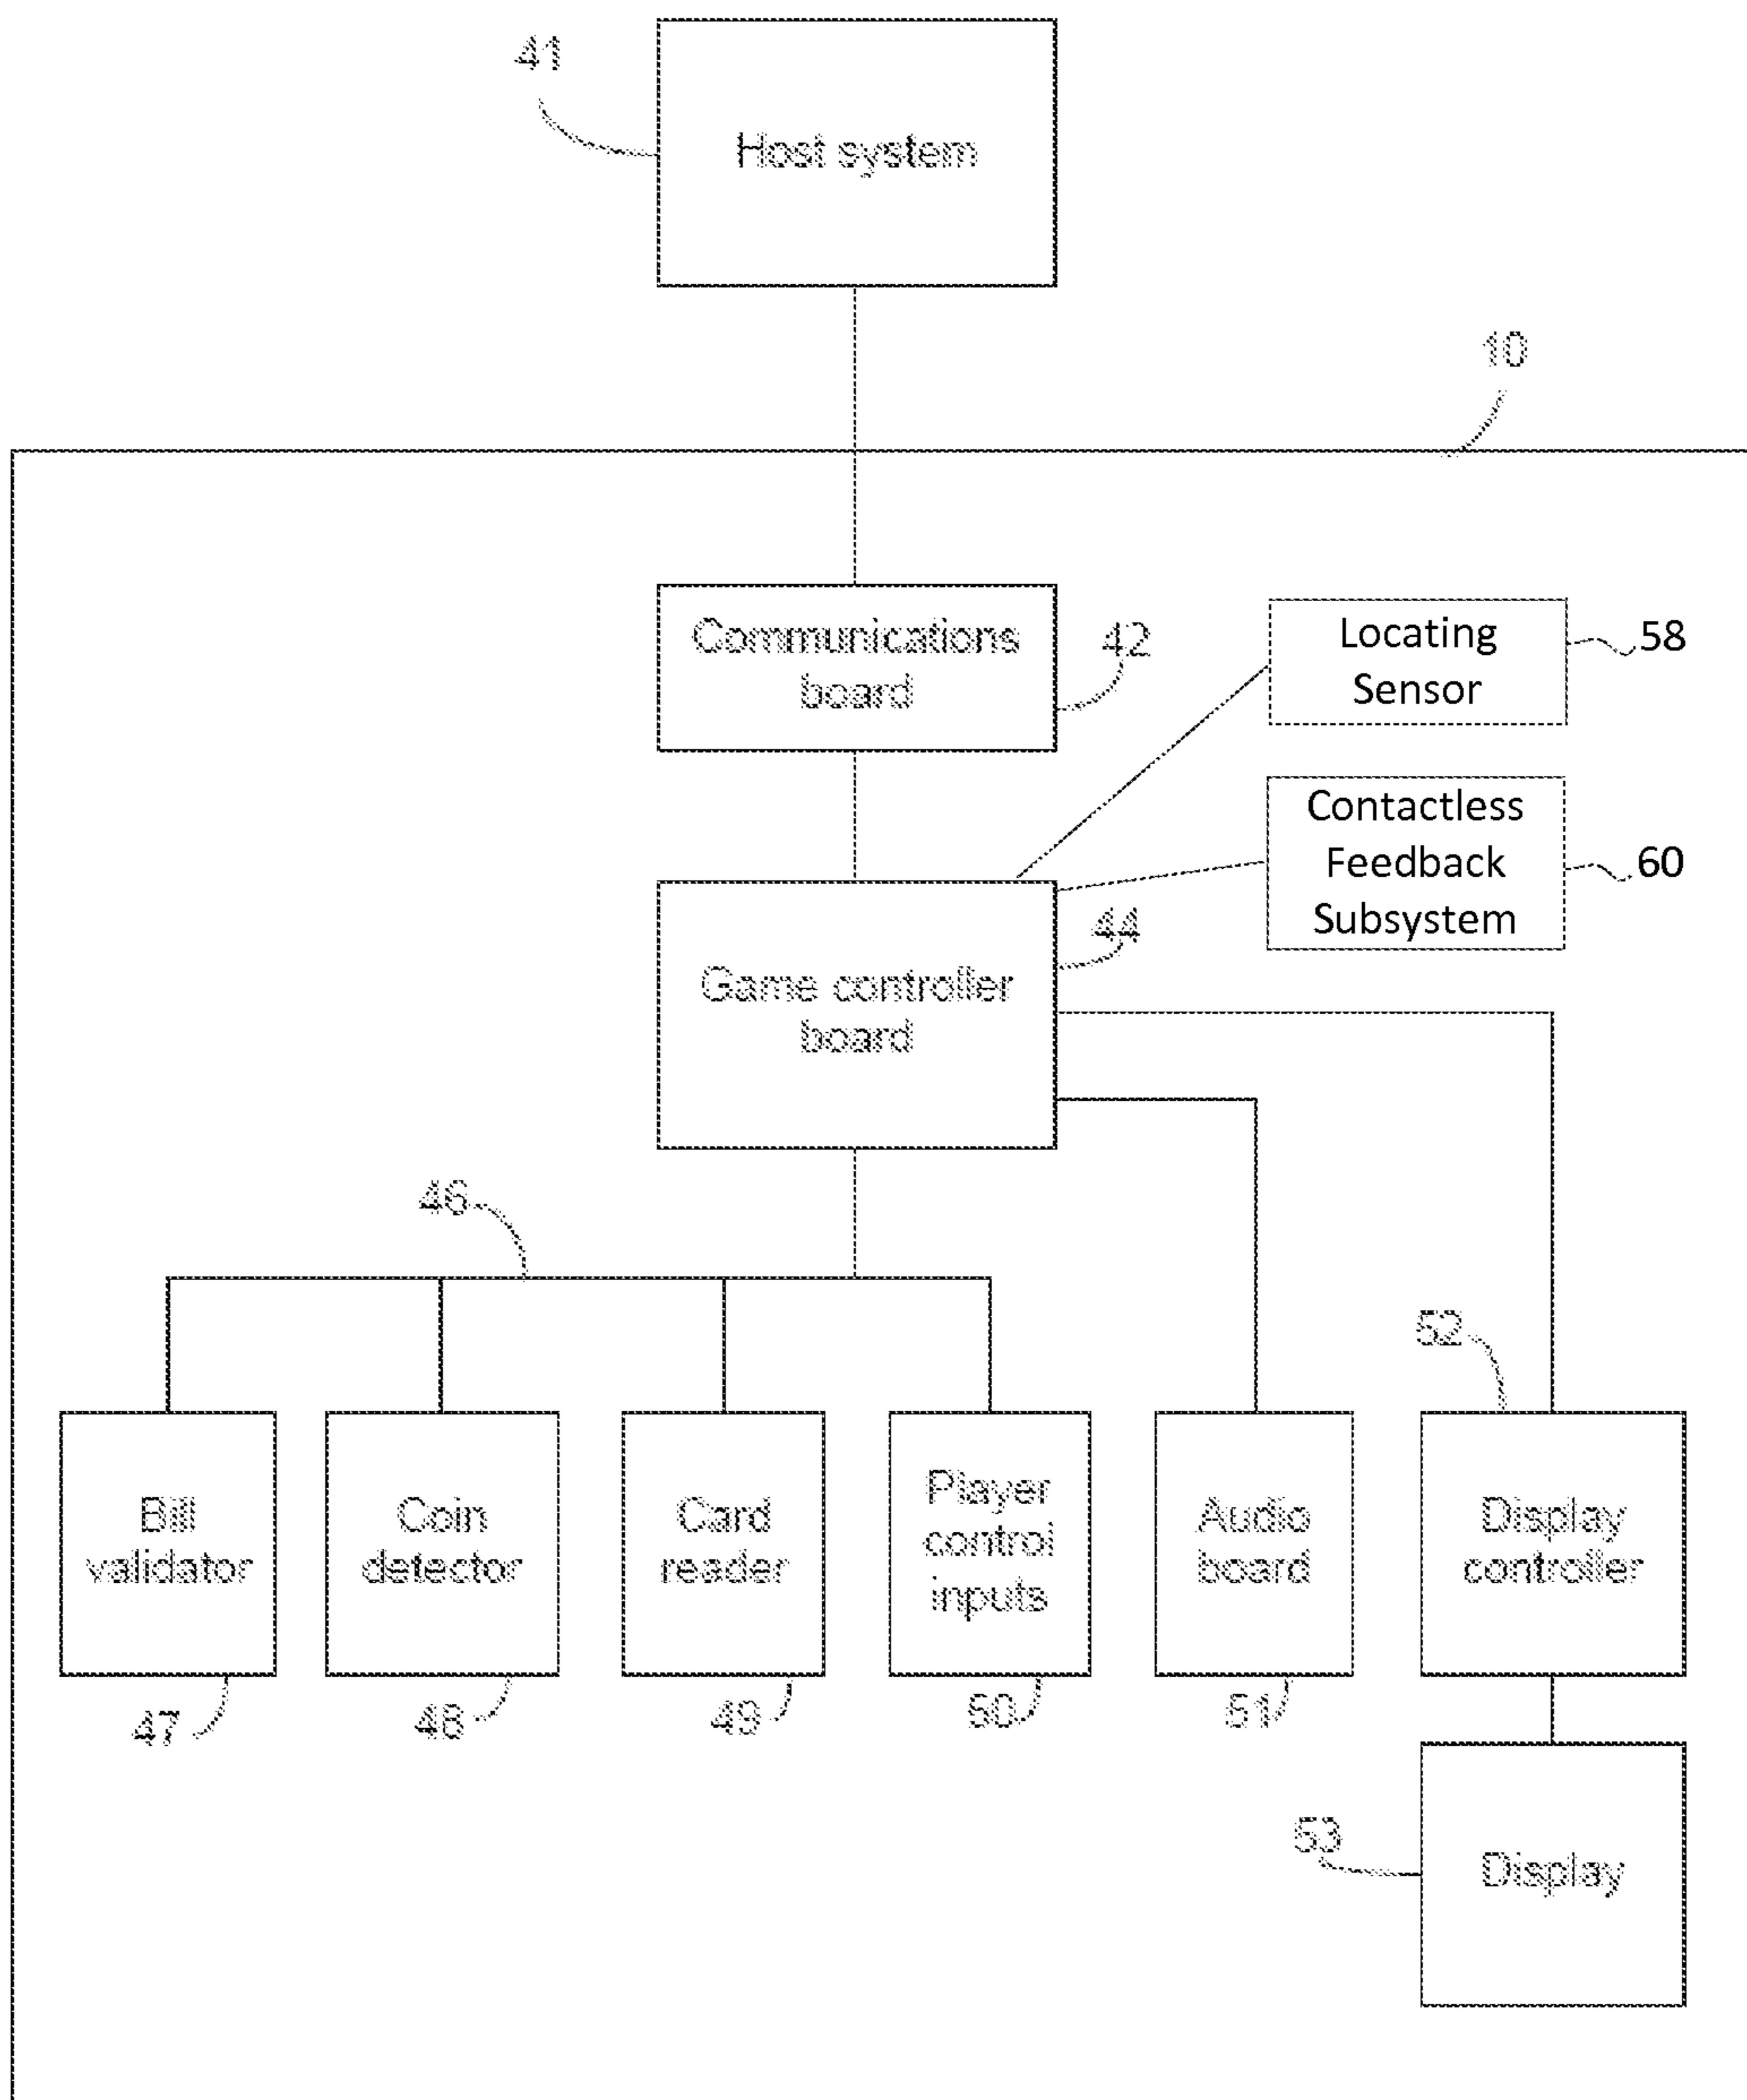 41
Host system
10
Communications
board
42
Locating
Sensor
58
Contactless
Feedback
Subsystem
60
44
Game controller
board
46
52
Bill
validator
Coin
detector
Card
reader
Player
control
inputs
Audio
board
Display
controller
47
48
49
50
51
53
Display